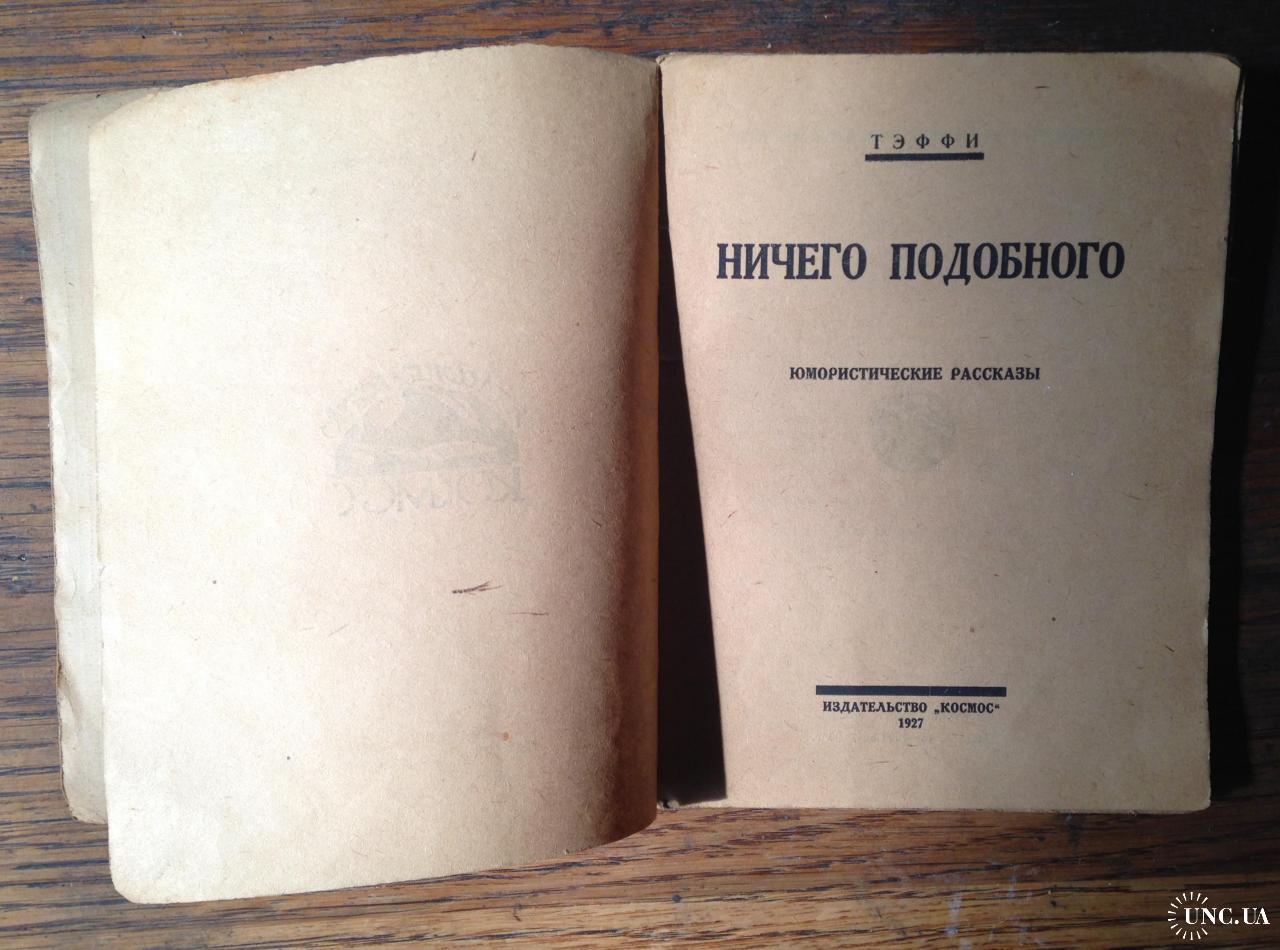 ТЭФФИ
НИЧЕГО ПОДОБНОГО
ЮМОРИСТИЧЕСКИЕ РАССКАЗЫ
ИЗДАТЕЛЬСТВО „КОСМОС“
1927
UNC.UA